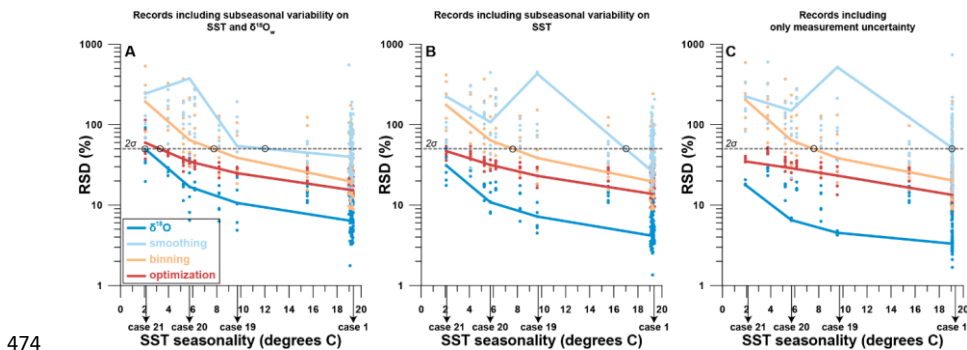 Records including subseasonal variability on
SST and δ¹⁸Ow
Records including subseasonal variability on
SST
Records including
only measurement uncertainty
A
B
C
RSD (%)
1000
100
10
1
2σ
δ¹⁸O
smoothing
binning
optimization
0 2 4 6 8 10 12 14 16 18 20
case 21 case 20 case 19 case 1
SST seasonality (degrees C)
RSD (%)
1000
100
10
1
2σ
0 2 4 6 8 10 12 14 16 18 20
case 21 case 20 case 19 case 1
SST seasonality (degrees C)
RSD (%)
1000
100
10
1
2σ
0 2 4 6 8 10 12 14 16 18 20
case 21 case 20 case 19 case 1
SST seasonality (degrees C)
474